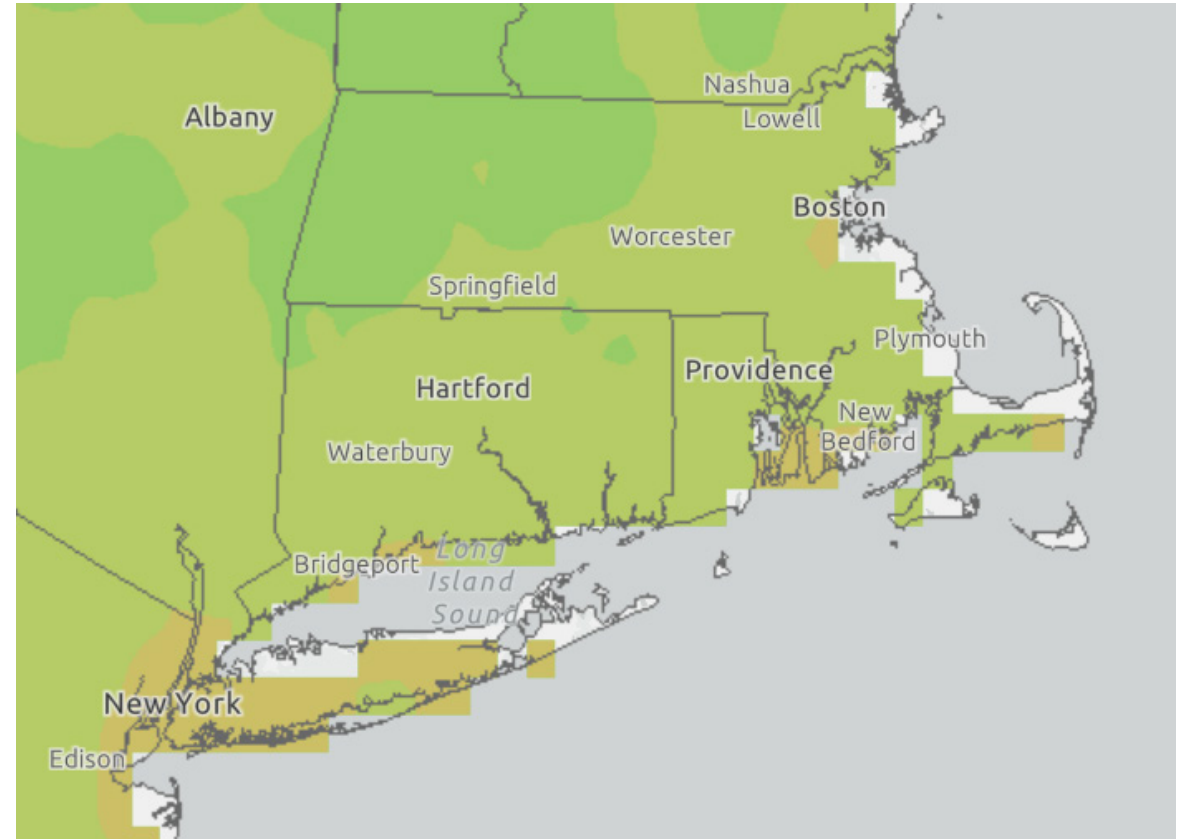 Nashua
Albany
Lowell
Boston
Worcester
Springfield
Plymouth
Providence
Hartford
New
Bedford
Waterbury
Long
Island
Sound
Bridgeport
New York
Edison